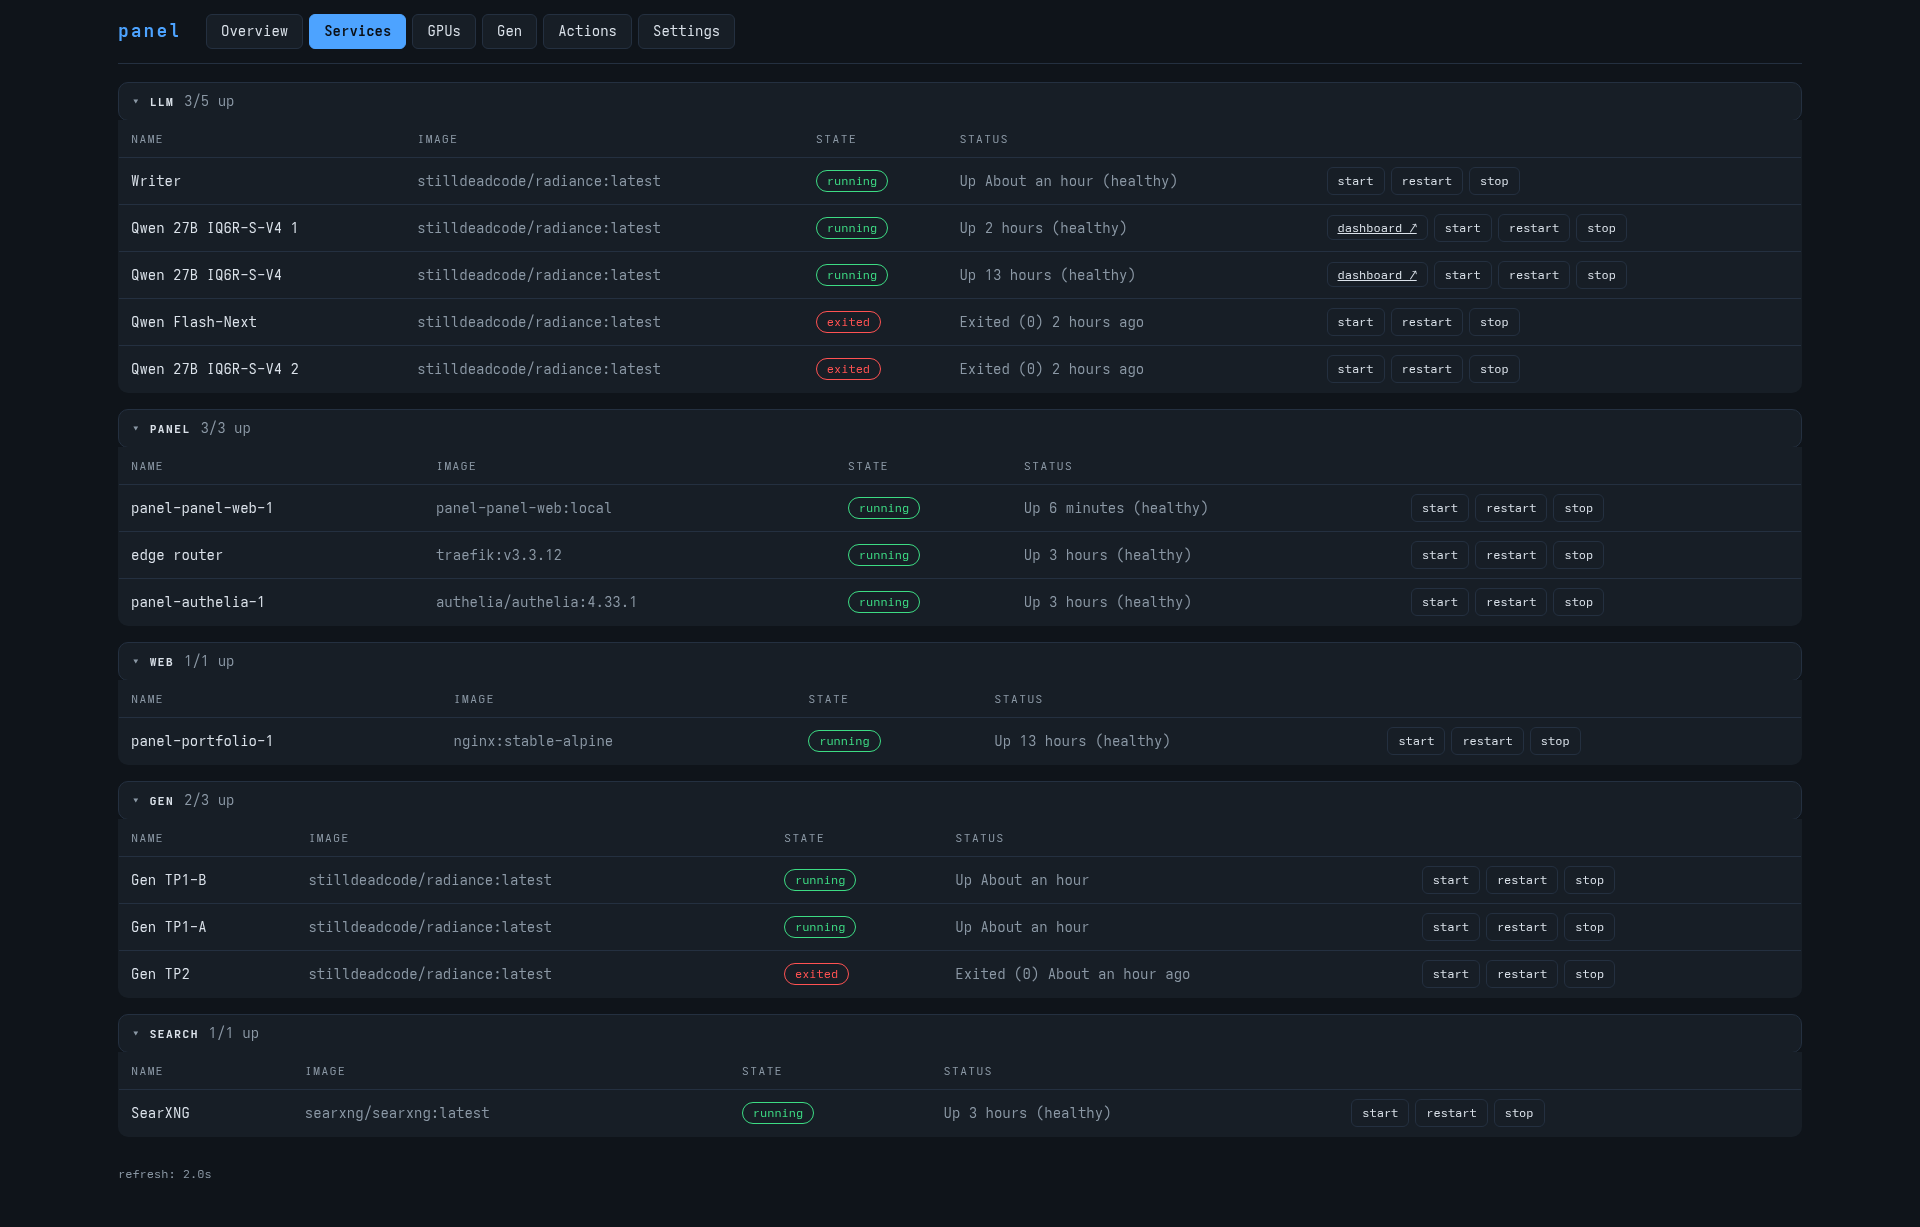 panel Overview Services GPUs Gen Actions Settings
▾ LLM 3/5 up
NAME IMAGE STATE STATUS
Writer stilldeadcode/radiance:latest running Up About an hour (healthy) start restart stop
Qwen 27B IQ6R-S-V4 1 stilldeadcode/radiance:latest running Up 2 hours (healthy) dashboard ↗ start restart stop
Qwen 27B IQ6R-S-V4 stilldeadcode/radiance:latest running Up 13 hours (healthy) dashboard ↗ start restart stop
Qwen Flash-Next stilldeadcode/radiance:latest exited Exited (0) 2 hours ago start restart stop
Qwen 27B IQ6R-S-V4 2 stilldeadcode/radiance:latest exited Exited (0) 2 hours ago start restart stop
▾ PANEL 3/3 up
NAME IMAGE STATE STATUS
panel-panel-web-1 panel-panel-web:local running Up 6 minutes (healthy) start restart stop
edge router traefik:v3.3.12 running Up 3 hours (healthy) start restart stop
panel-authelia-1 authelia/authelia:4.33.1 running Up 3 hours (healthy) start restart stop
▾ WEB 1/1 up
NAME IMAGE STATE STATUS
panel-portfolio-1 nginx:stable-alpine running Up 13 hours (healthy) start restart stop
▾ GEN 2/3 up
NAME IMAGE STATE STATUS
Gen TP1-B stilldeadcode/radiance:latest running Up About an hour start restart stop
Gen TP1-A stilldeadcode/radiance:latest running Up About an hour start restart stop
Gen TP2 stilldeadcode/radiance:latest exited Exited (0) About an hour ago start restart stop
▾ SEARCH 1/1 up
NAME IMAGE STATE STATUS
SearXNG searxng/searxng:latest running Up 3 hours (healthy) start restart stop
refresh: 2.0s